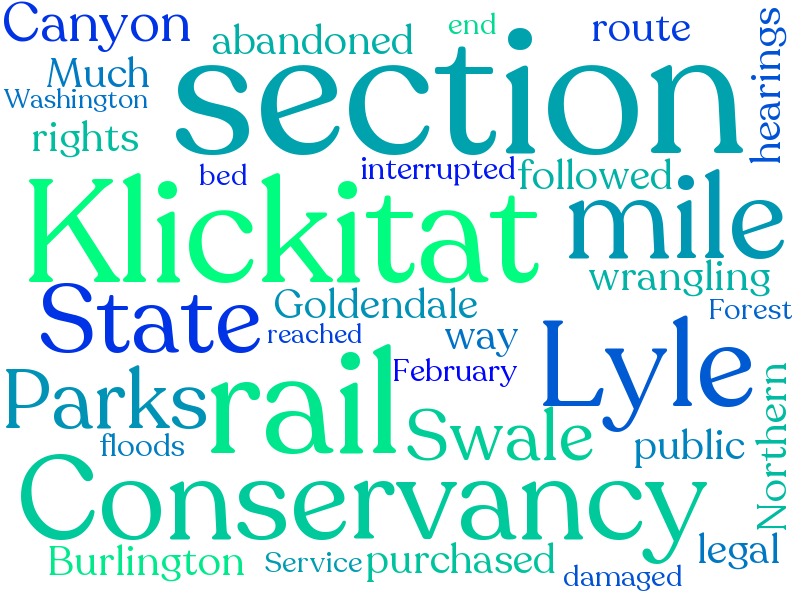 Canyon
end
route
hearings
abandoned
Much
section
Washington
rights
bed
interrupted
followed
Klickitat
mile
wrangling
State
Goldendale
Forest
reached
way
Lyle
February
Parks
rail
Swale
Northern
floods
public
Conservancy
Burlington
Service
purchased
legal
damaged